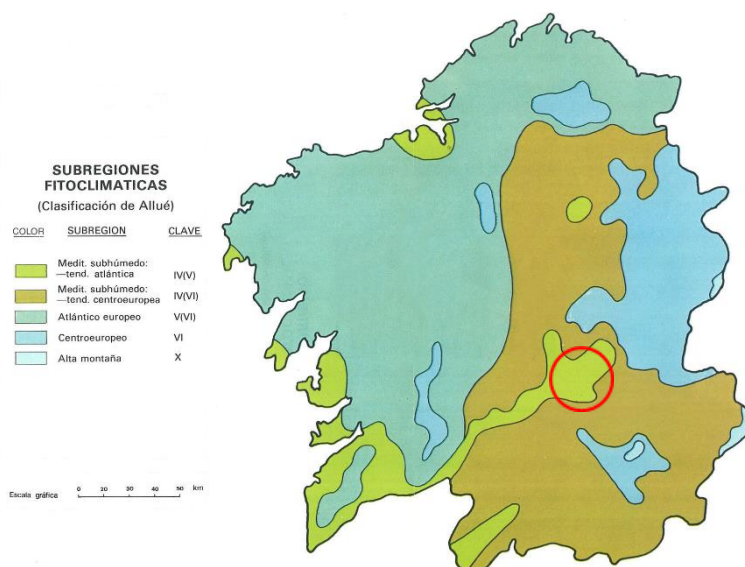 SUBREGIONES
FITOCLIMATICAS
(Clasificación de Allué)
COLOR SUBREGION CLAVE
Medit. subhúmedo:
—tend. atlántica IV(V)
Medit. subhúmedo:
—tend. centroeuropea IV(VI)
Atlántico europeo V(VI)
Centroeuropeo VI
Alta montaña X
Escala gráfica 0 10 20 30 40 50 km